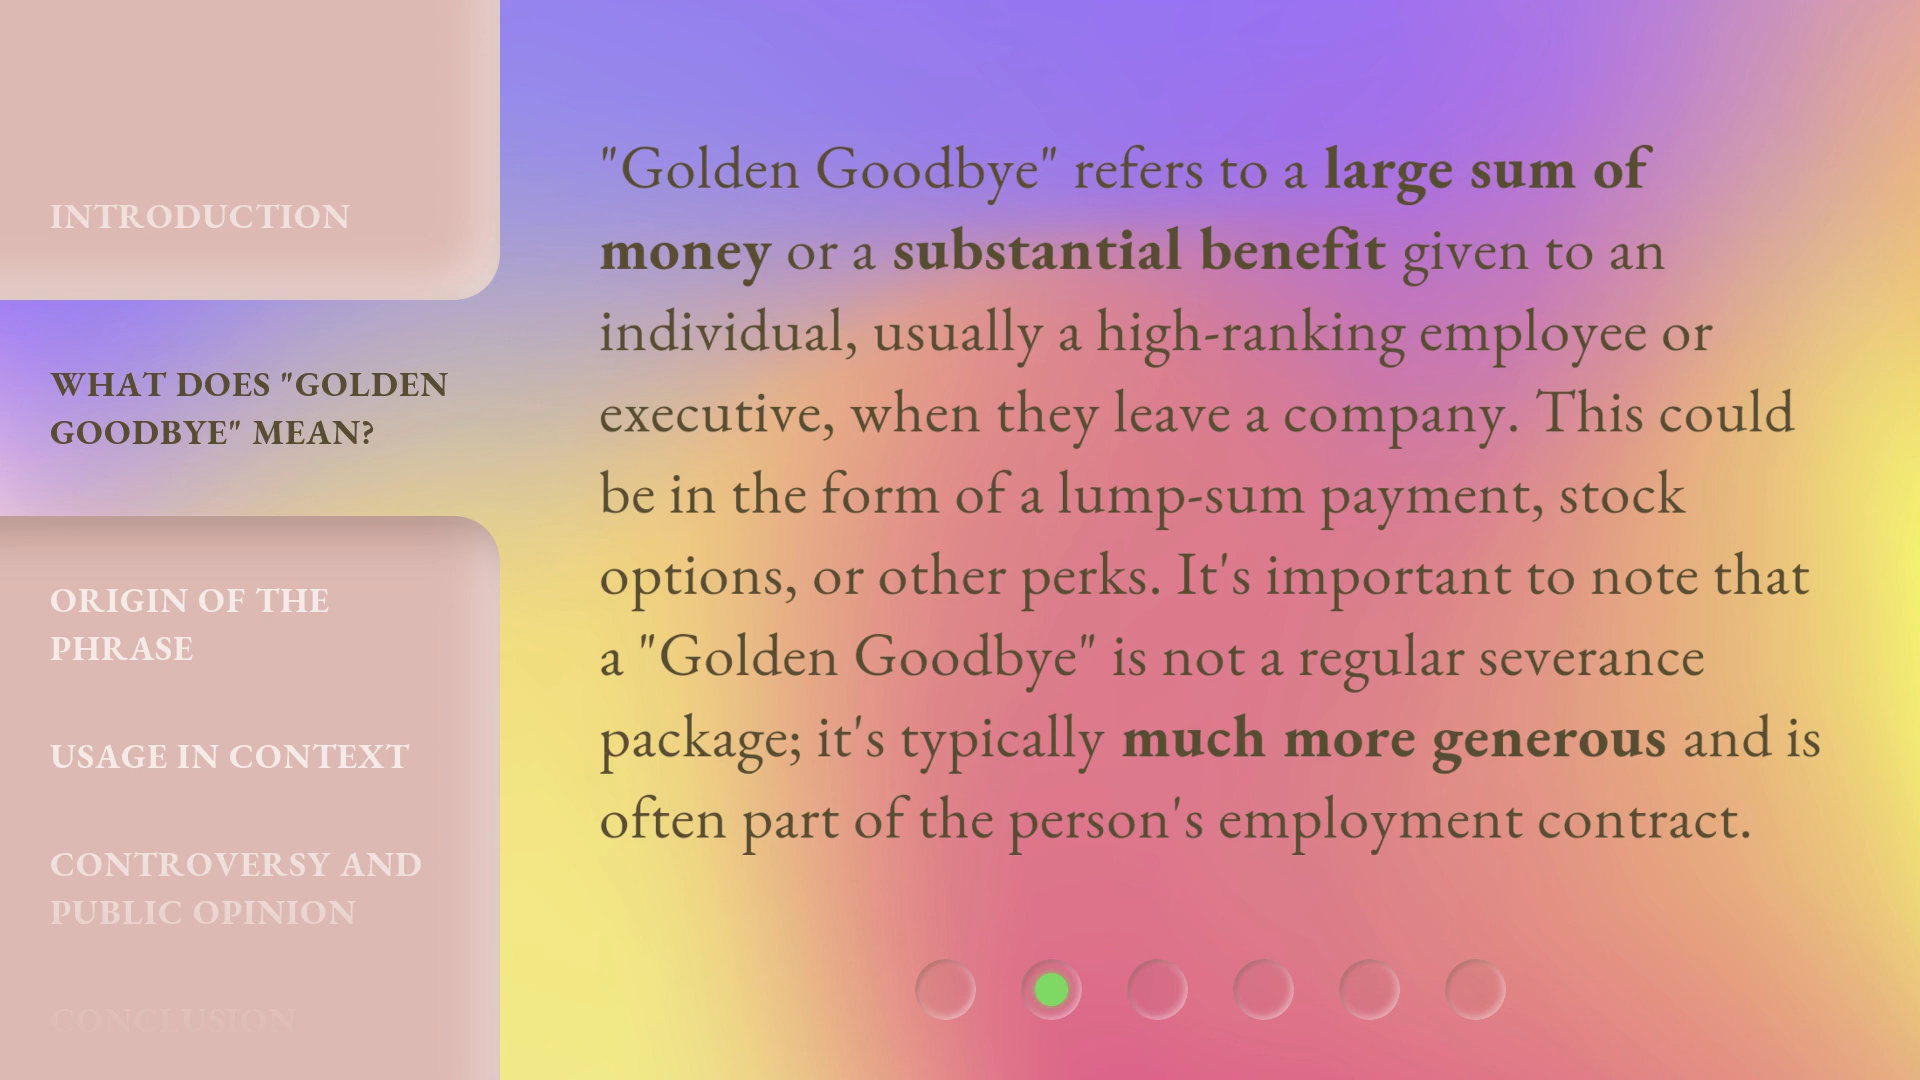 INTRODUCTION
WHAT DOES "GOLDEN
GOODBYE" MEAN?
ORIGIN OF THE
PHRASE
USAGE IN CONTEXT
CONTROVERSY AND
PUBLIC OPINION
CONCLUSION
"Golden Goodbye" refers to a large sum of
money or a substantial benefit given to an
individual, usually a high-ranking employee or
executive, when they leave a company. This could
be in the form of a lump-sum payment, stock
options, or other perks. It's important to note that
a "Golden Goodbye" is not a regular severance
package; it's typically much more generous and is
often part of the person's employment contract.